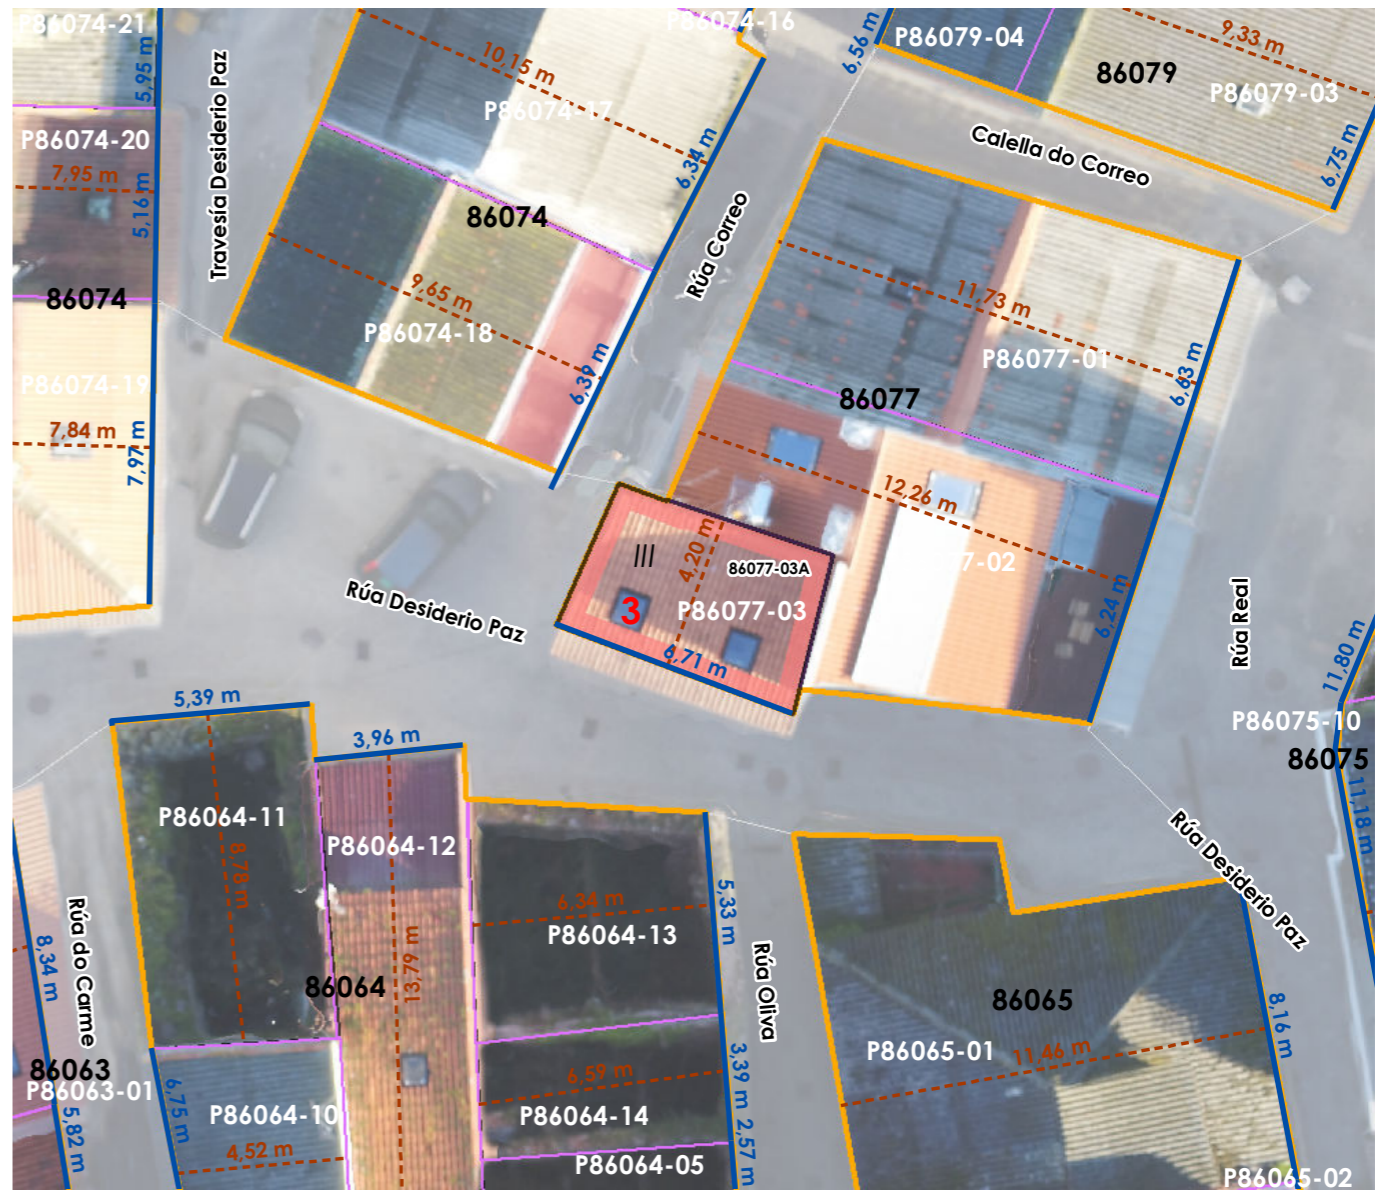 P86074-21
5,95 m
Travesía Desiderio Paz
10,15 m
P86074-16
6,56 m
P86079-04
9,33 m
86079
P86079-03
P86074-17
P86074-20
7,95 m
5,16 m
6,34 m
Calella do Correo
6,75 m
86074
Rúa Correo
86074
9,65 m
P86074-18
11,73 m
P86077-01
P86074-19
6,39 m
86077
6,63 m
7,84 m
7,97 m
12,26 m
4,20 m
III
86077-03A
77-02
3
P86077-03
Rúa Desiderio Paz
6,24 m
Rúa Real
6,71 m
11,80 m
5,39 m
3,96 m
P86075-10
86075
11,18 m
P86064-11
P86064-12
8,78 m
Rúa Desiderio Paz
6,34 m
5,33 m
P86064-13
Rúa do Carme
8,34 m
13,79 m
86064
Rúa Oliva
86065
8,16 m
P86065-01
11,46 m
86063
P86063-01
6,75 m
6,59 m
3,39 m
P86064-10
P86064-14
4,52 m
5,82 m
2,57 m
P86064-05
P86065-02